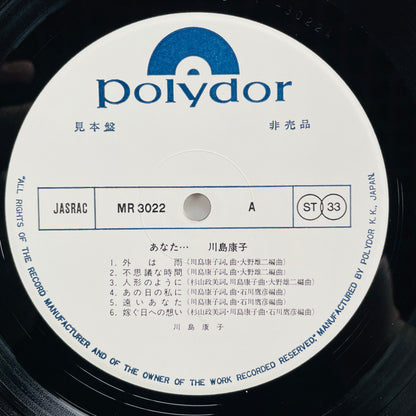 polydor
見本盤 非売品
JASRAC MR 3022 A ST 33
あなた… 川島康子
1. 外は雨 (川島康子詞,曲・大野雄二編曲)
2. 不思議な時間 (川島康子詞,曲・大野雄二編曲)
3. 人形のように (杉山政美詞,川島康子曲・大野雄二編曲)
4. あの日の私に (川島康子詞,曲・石川鷹彦編曲)
5. 遠いあなた (川島康子詞,曲・石川鷹彦編曲)
6. 嫁ぐ日への想い (杉山政美詞・川島康子曲・石川鷹彦編曲)
川島康子
"ALL RIGHTS OF THE RECORD MANUFACTURER AND OF THE OWNER OF THE WORK RECORDED RESERVED," MANUFACTURED BY POLYDOR K. K., JAPAN.